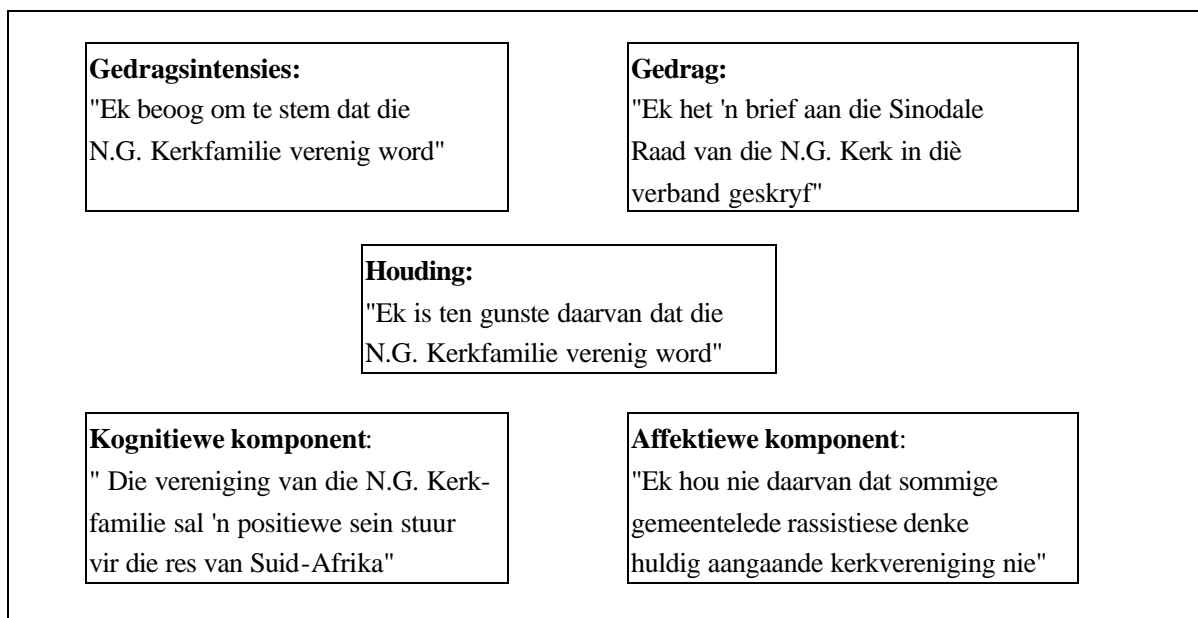 Gedragsintensies:
"Ek beoog om te stem dat die
N.G. Kerkfamilie verenig word"
Gedrag:
"Ek het 'n brief aan die Sinodale
Raad van die N.G. Kerk in diè
verband geskryf"
Houding:
"Ek is ten gunste daarvan dat die
N.G. Kerkfamilie verenig word"
Kognitiewe komponent:
" Die vereniging van die N.G. Kerk-
familie sal 'n positiewe sein stuur
vir die res van Suid-Afrika"
Affektiewe komponent:
"Ek hou nie daarvan dat sommige
gemeentelede rassistiese denke
huldig aangaande kerkvereniging nie"